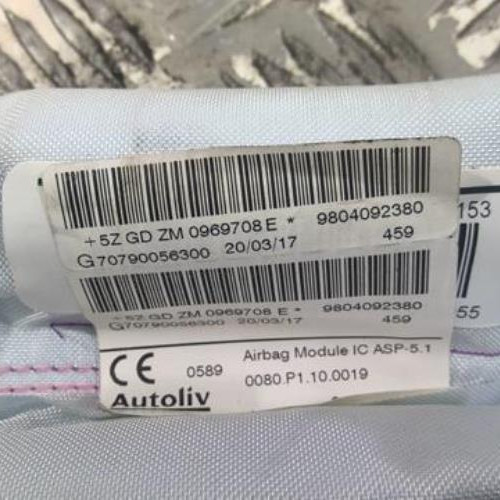 +5Z GD ZM 0969708 E * 9804092380
G70790056300 20/03/17 459
+5Z GD ZM 0969708 E * 9804092380
G70790056300 20/03/17 459
CE 0589 Airbag Module IC ASP-5.1
0080.P1.10.0019
Autoliv
153
55